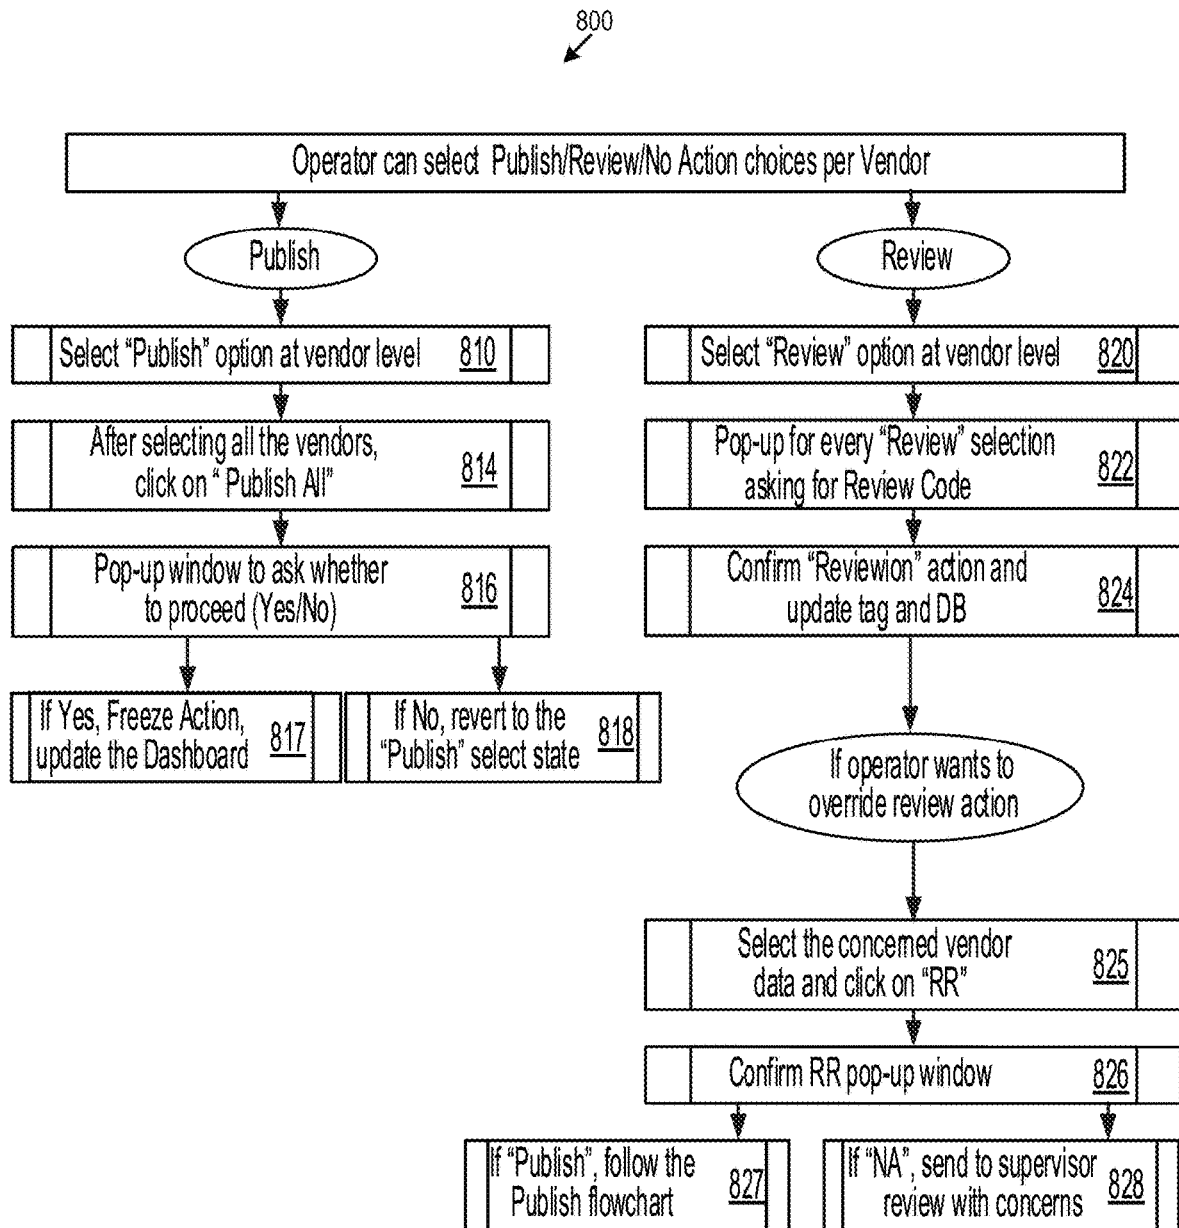 800
Operator can select Publish/Review/No Action choices per Vendor
Publish
Select “Publish” option at vendor level 810
After selecting all the vendors,
click on “ Publish All”
814
Pop-up window to ask whether
to proceed (Yes/No)
816
If Yes, Freeze Action,
update the Dashboard
817
If No, revert to the
“Publish” select state
818
Review
Select “Review” option at vendor level 820
Pop-up for every “Review” selection
asking for Review Code
822
Confirm “Reviewion” action and
update tag and DB
824
If operator wants to
override review action
Select the concerned vendor
data and click on “RR”
825
Confirm RR pop-up window 826
If “Publish”, follow the
Publish flowchart
827
If “NA”, send to supervisor
review with concerns
828